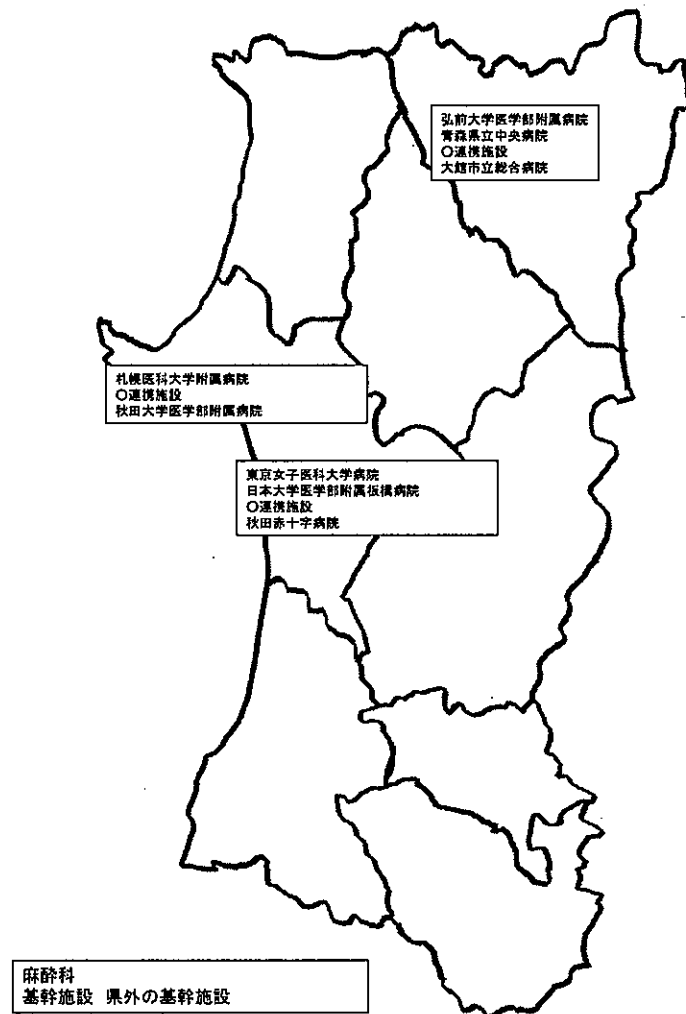 弘前大学医学部附属病院
青森県立中央病院
〇連携施設
大館市立総合病院
札幌医科大学附属病院
〇連携施設
秋田大学医学部附属病院
東京女子医科大学病院
日本大学医学部附属板橋病院
〇連携施設
秋田赤十字病院
麻酔科
基幹施設 県外の基幹施設